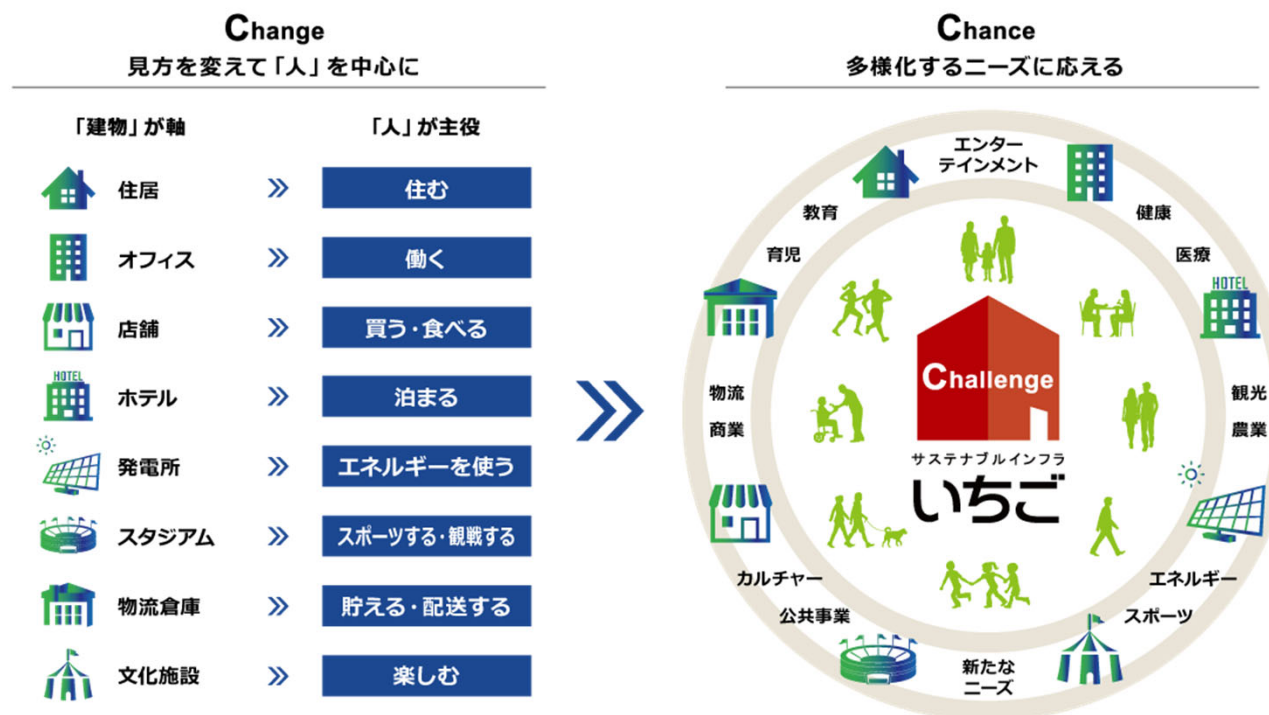 Change
見方を変えて「人」を中心に
「建物」が軸
「人」が主役
住居
住む
オフィス
働く
店舗
買う・食べる
HOTEL
ホテル
泊まる
発電所
エネルギーを使う
スタジアム
スポーツする・観戦する
物流倉庫
貯える・配送する
文化施設
楽しむ
Chance
多様化するニーズに応える
エンター
テインメント
教育
健康
育児
医療
HOTEL
物流
観光
商業
農業
Challenge
サステナブルインフラ
いちご
カルチャー
エネルギー
公共事業
スポーツ
新たな
ニーズ